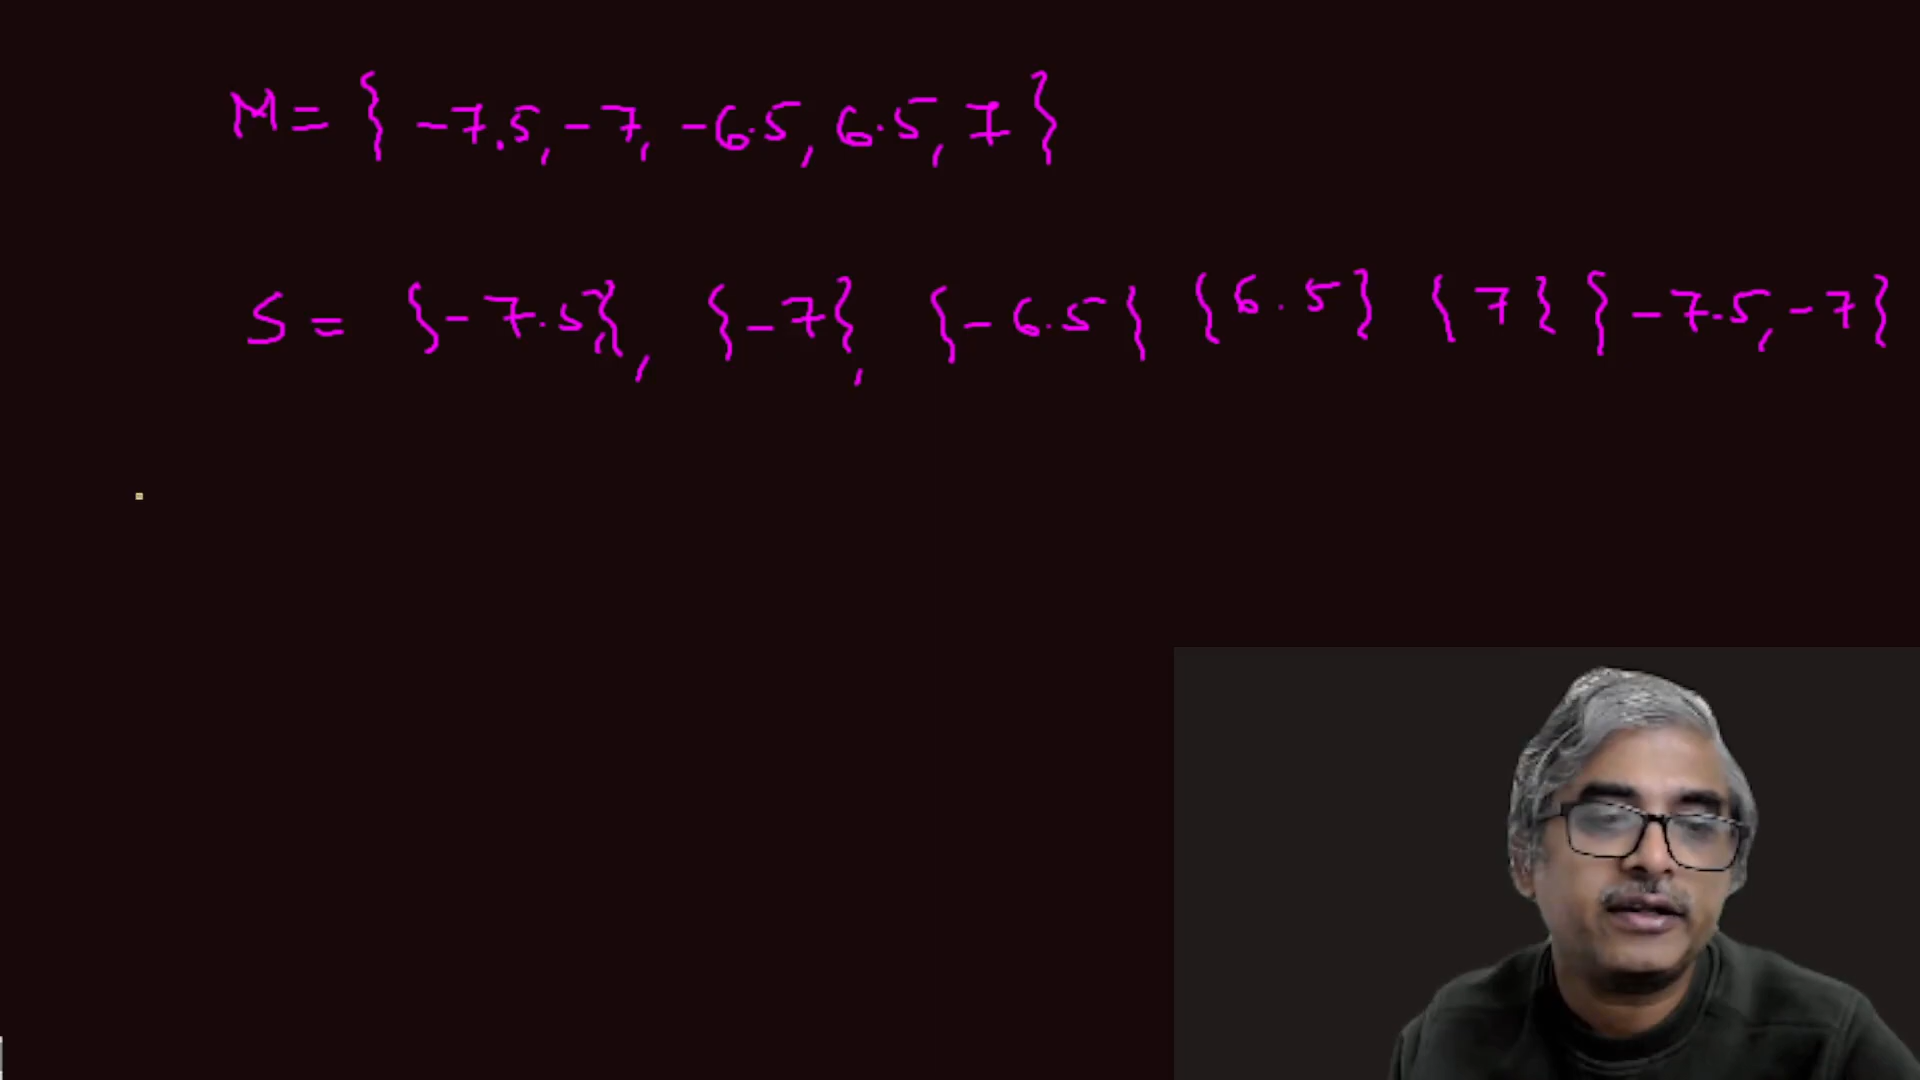 M = { -7.5, -7, -6.5, 6.5, 7 }
S = {-7.5}, {-7}, {-6.5} {6.5} {7} {-7.5, -7}